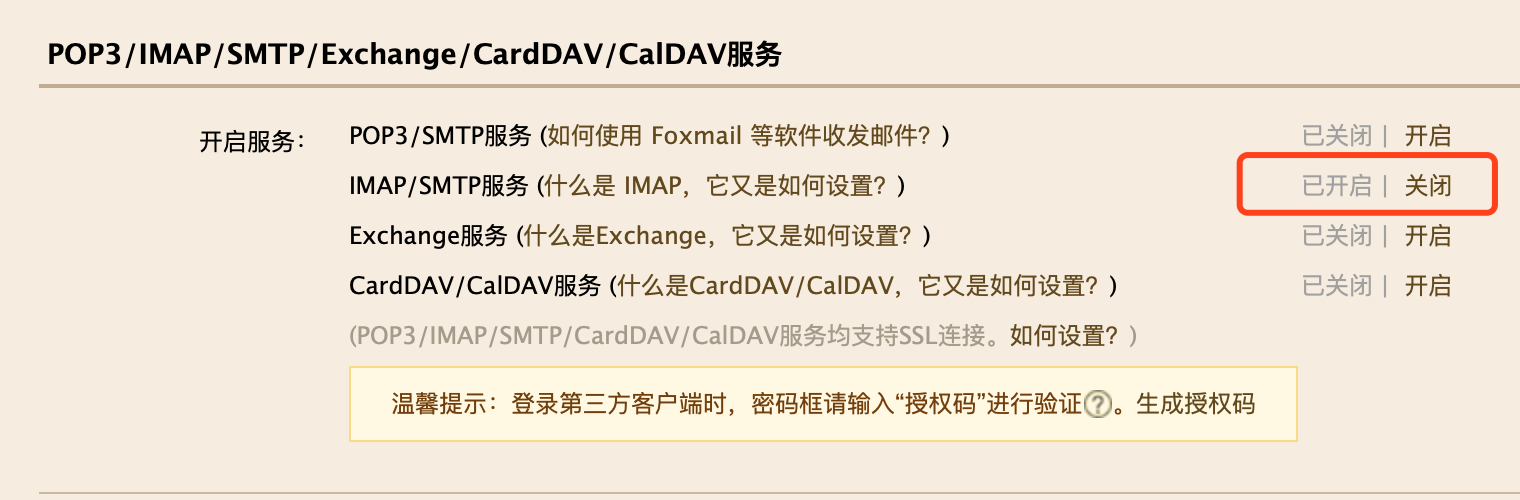 POP3/IMAP/SMTP/Exchange/CardDAV/CalDAV服务
开启服务： POP3/SMTP服务 (如何使用 Foxmail 等软件收发邮件？) 已关闭 | 开启
IMAP/SMTP服务 (什么是 IMAP，它又是如何设置？) 已开启 | 关闭
Exchange服务 (什么是Exchange，它又是如何设置？) 已关闭 | 开启
CardDAV/CalDAV服务 (什么是CardDAV/CalDAV，它又是如何设置？) 已关闭 | 开启
(POP3/IMAP/SMTP/CardDAV/CalDAV服务均支持SSL连接。如何设置？)
温馨提示：登录第三方客户端时，密码框请输入“授权码”进行验证?。生成授权码